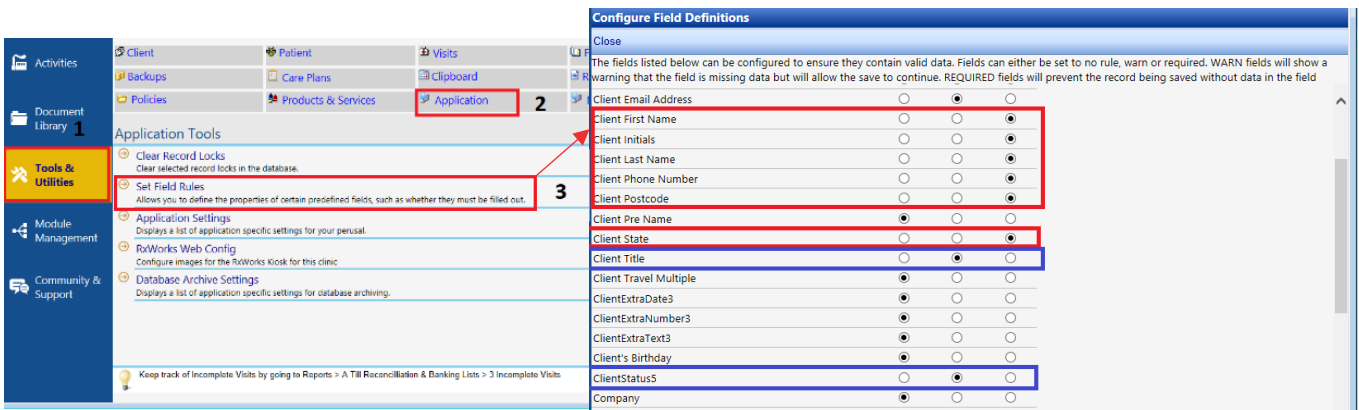 Activities
Document
Library
1
Tools &
Utilities
Module
Management
Community &
Support
Client
Patient
Visits
Backups
Care Plans
Clipboard
Policies
Products & Services
Application
2
Application Tools
Clear Record Locks
Clear selected record locks in the database.
Set Field Rules
Allows you to define the properties of certain predefined fields, such as whether they must be filled out.
3
Application Settings
Displays a list of application specific settings for your perusal.
RxWorks Web Config
Configure images for the RxWorks Kiosk for this clinic
Database Archive Settings
Displays a list of application specific settings for database archiving.
Keep track of Incomplete Visits by going to Reports > A Till Reconcilliation & Banking Lists > 3 Incomplete Visits
Configure Field Definitions
Close
The fields listed below can be configured to ensure they contain valid data. Fields can either be set to no rule, warn or required. WARN fields will show a
warning that the field is missing data but will allow the save to continue. REQUIRED fields will prevent the record being saved without data in the field
Client Email Address
Client First Name
Client Initials
Client Last Name
Client Phone Number
Client Postcode
Client Pre Name
Client State
Client Title
Client Travel Multiple
ClientExtraDate3
ClientExtraNumber3
ClientExtraText3
Client's Birthday
ClientStatus5
Company